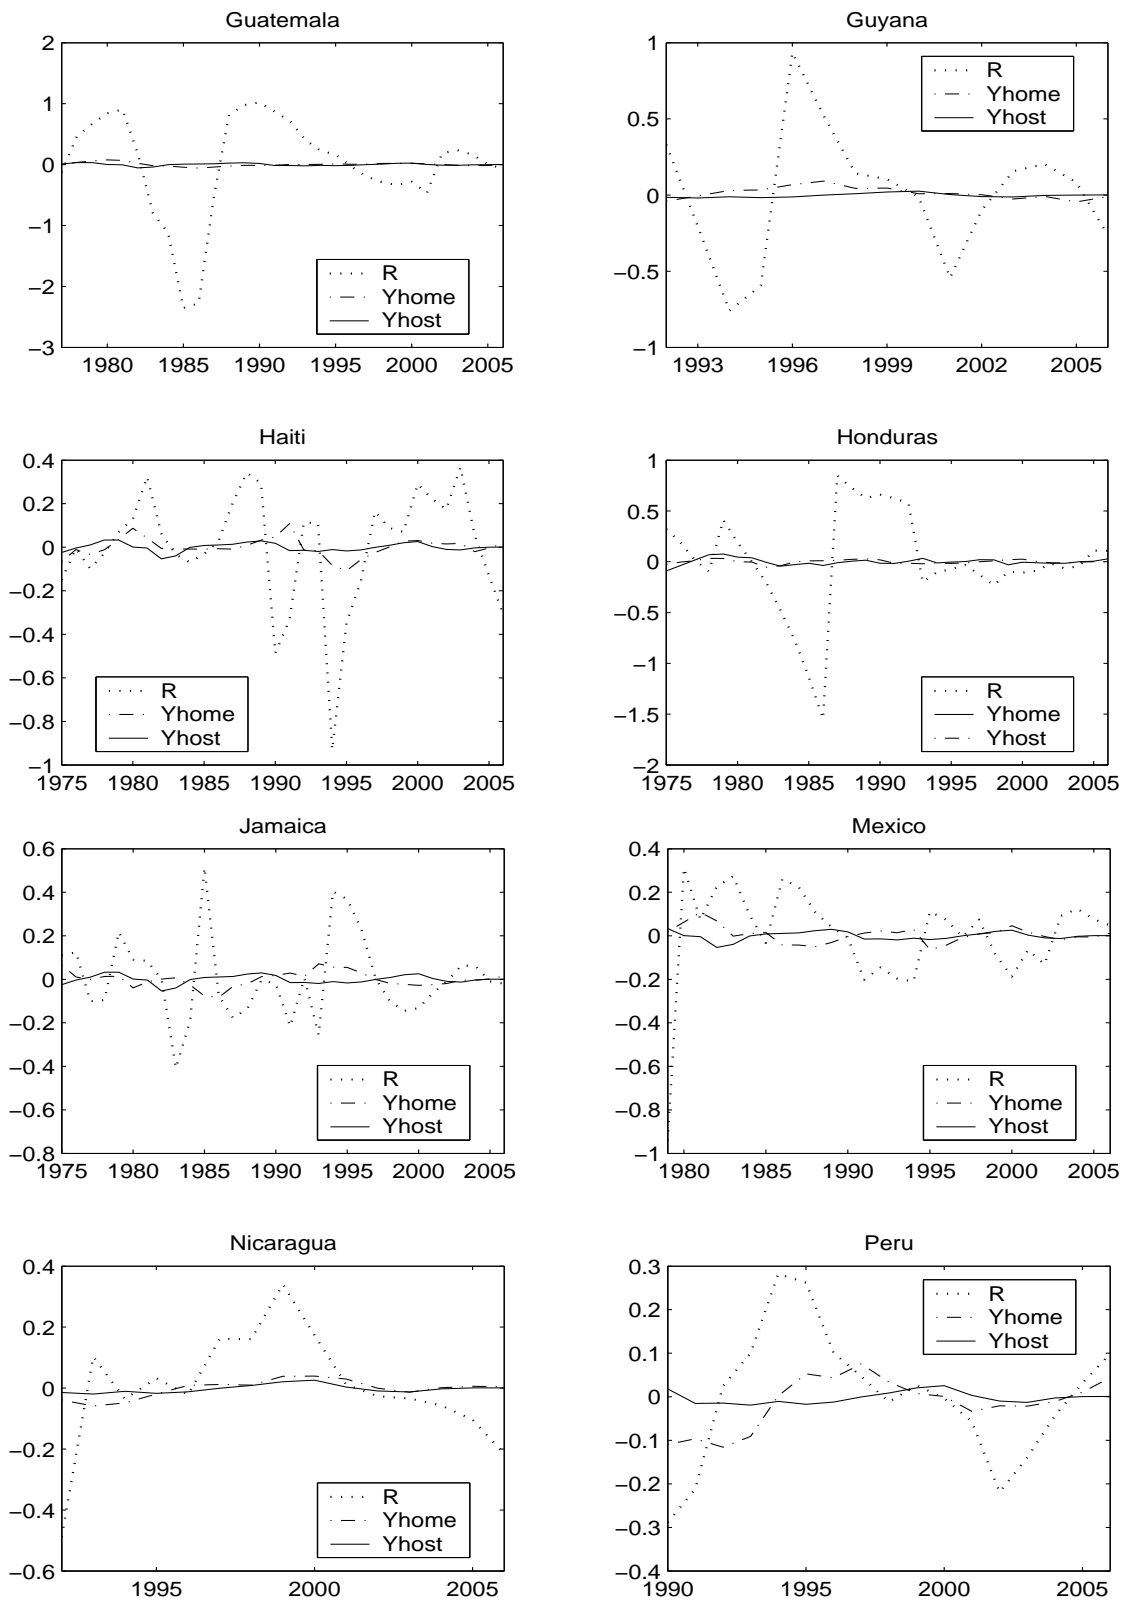 Guatemala
2
1
0
−1
−2
−3
1980 1985 1990 1995 2000 2005
R
Yhome
Yhost
Guyana
1
0.5
0
−0.5
−1
1993 1996 1999 2002 2005
R
Yhome
Yhost
Haiti
0.4
0.2
0
−0.2
−0.4
−0.6
−0.8
−1
1975 1980 1985 1990 1995 2000 2005
R
Yhome
Yhost
Honduras
1
0.5
0
−0.5
−1
−1.5
−2
1975 1980 1985 1990 1995 2000 2005
R
Yhome
Yhost
Jamaica
0.6
0.4
0.2
0
−0.2
−0.4
−0.6
−0.8
1975 1980 1985 1990 1995 2000 2005
R
Yhome
Yhost
Mexico
0.4
0.2
0
−0.2
−0.4
−0.6
−0.8
−1
1980 1985 1990 1995 2000 2005
R
Yhome
Yhost
Nicaragua
0.4
0.2
0
−0.2
−0.4
−0.6
1995 2000 2005
R
Yhome
Yhost
Peru
0.3
0.2
0.1
0
−0.1
−0.2
−0.3
−0.4
1990 1995 2000 2005
R
Yhome
Yhost